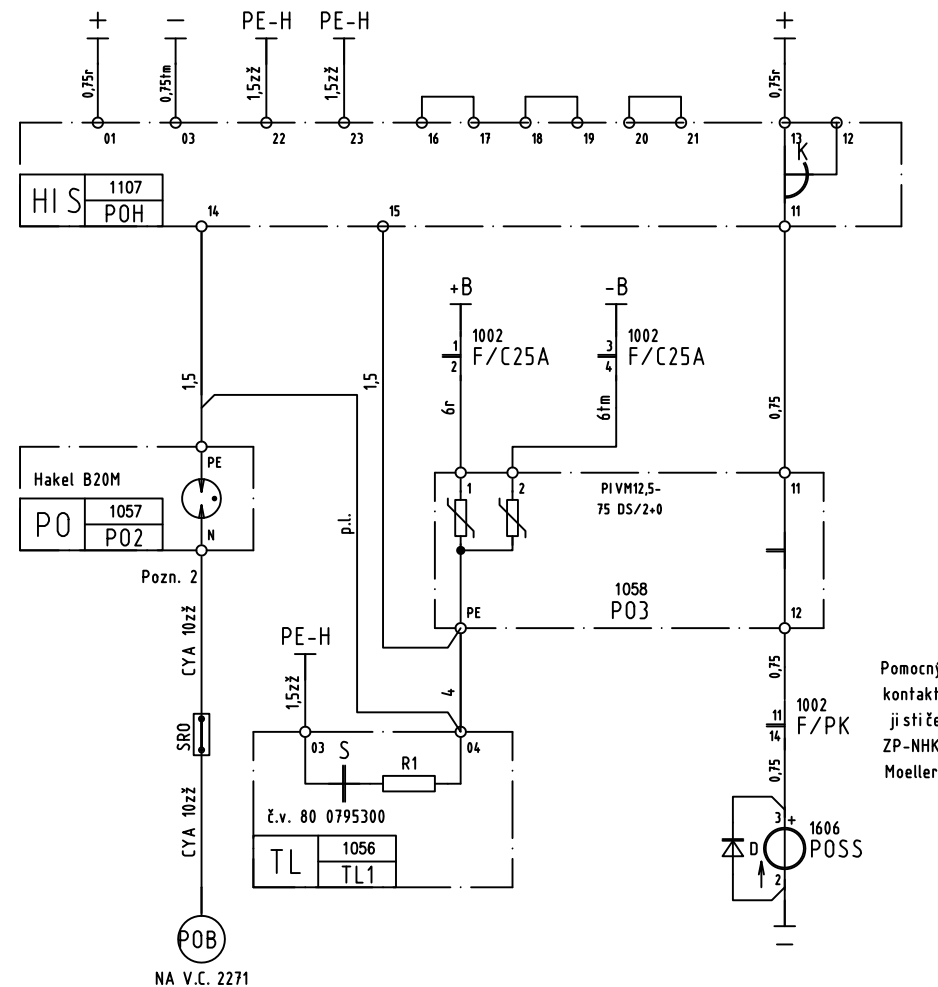 +
−
PE-H
PE-H
+
0,75r
0,75tm
1,5zž
1,5zž
0,75r
01
03
22
23
16
17
18
19
20
21
13
12
K
HIS
1107
POH
14
15
11
+B
-B
1
2
1002
F/C25A
3
4
1002
F/C25A
1,5
1,5
6r
6tm
0,75
PE
Hakel B20M
PO
1057
PO2
N
Pozn. 2
p.l.
1
2
PIVM12,5-
75 DS/2+0
11
1058
PO3
PE
12
CYA 10zž
PE-H
1,5zž
4
0,75
Pomocný
kontakt
jističe
ZP-NHK
Moeller
11
14
1002
F/PK
SRO
03
S
R1
04
0,75
č.v. 80 0795300
CYA 10zž
TL
1056
TL1
3
+
D
2
1606
POSS
−
POB
NA V.C. 2271